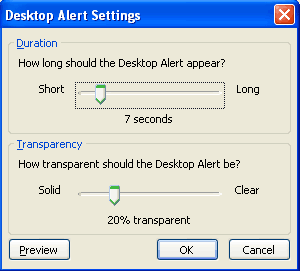 Desktop Alert Settings
Duration
How long should the Desktop Alert appear?
Short Long
7 seconds
Transparency
How transparent should the Desktop Alert be?
Solid Clear
20% transparent
Preview OK Cancel